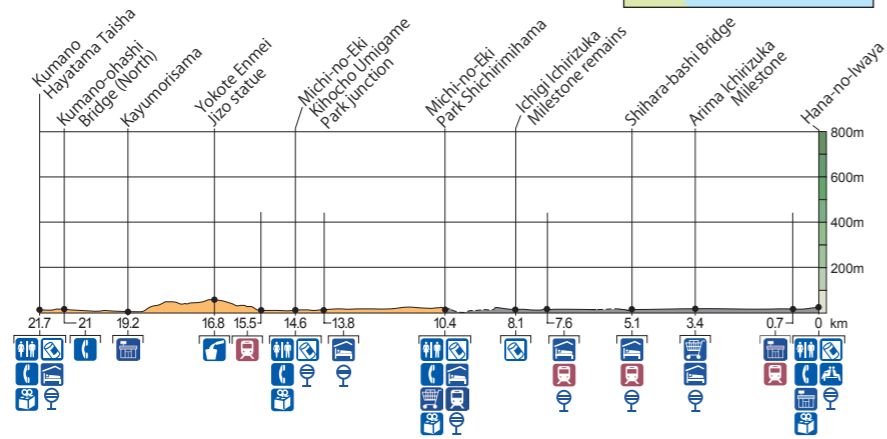 Kumano
Hayatama Taisha
Kumano-ohashi
Bridge (North)
Kayumorisama
Yokote Enmei
Jizo statue
Michi-no-Eki
Kihocho Umigame
Park junction
Michi-no-Eki
Park Shichirimihama
Ichigi Ichirizuka
Milestone remains
Shihara-bashi Bridge
Arima Ichirizuka
Milestone
Hana-no-Iwaya
800m
600m
400m
200m
21.7 21 19.2 16.8 15.5 14.6 13.8 10.4 8.1 7.6 5.1 3.4 0.7 0 km